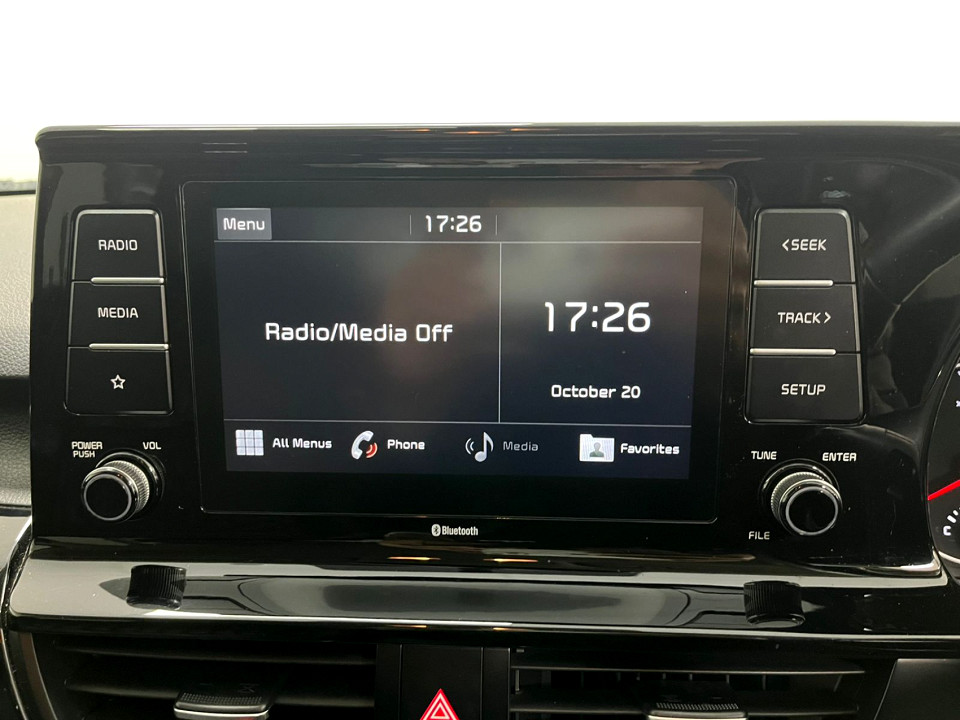 Menu
17:26
RADIO
MEDIA
Radio/Media Off
17:26
October 20
All Menus
Phone
Media
Favorites
<SEEK
TRACK>
SETUP
POWER
PUSH
VOL
TUNE
ENTER
FILE
Bluetooth